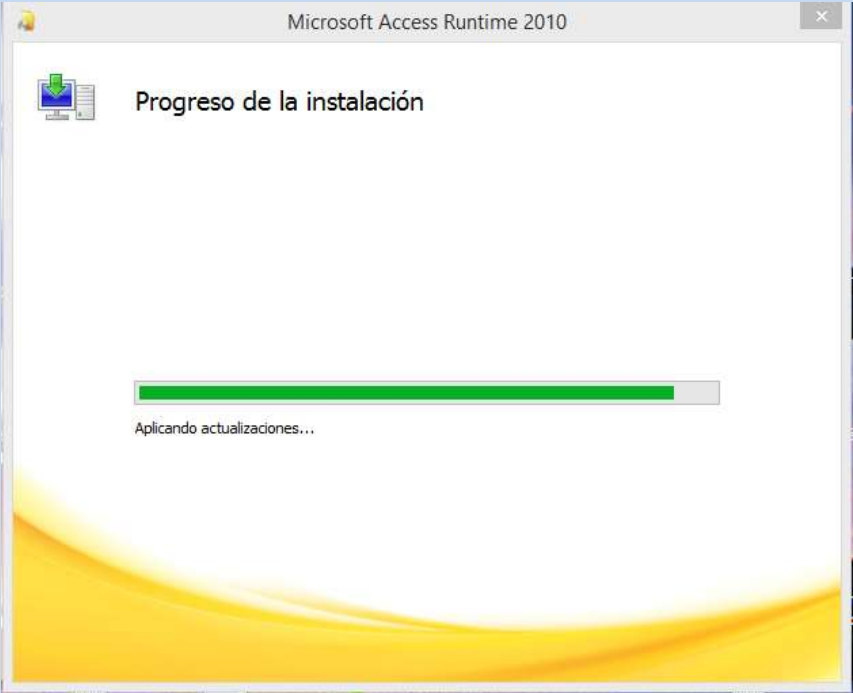 Microsoft Access Runtime 2010
Progreso de la instalación
Aplicando actualizaciones...